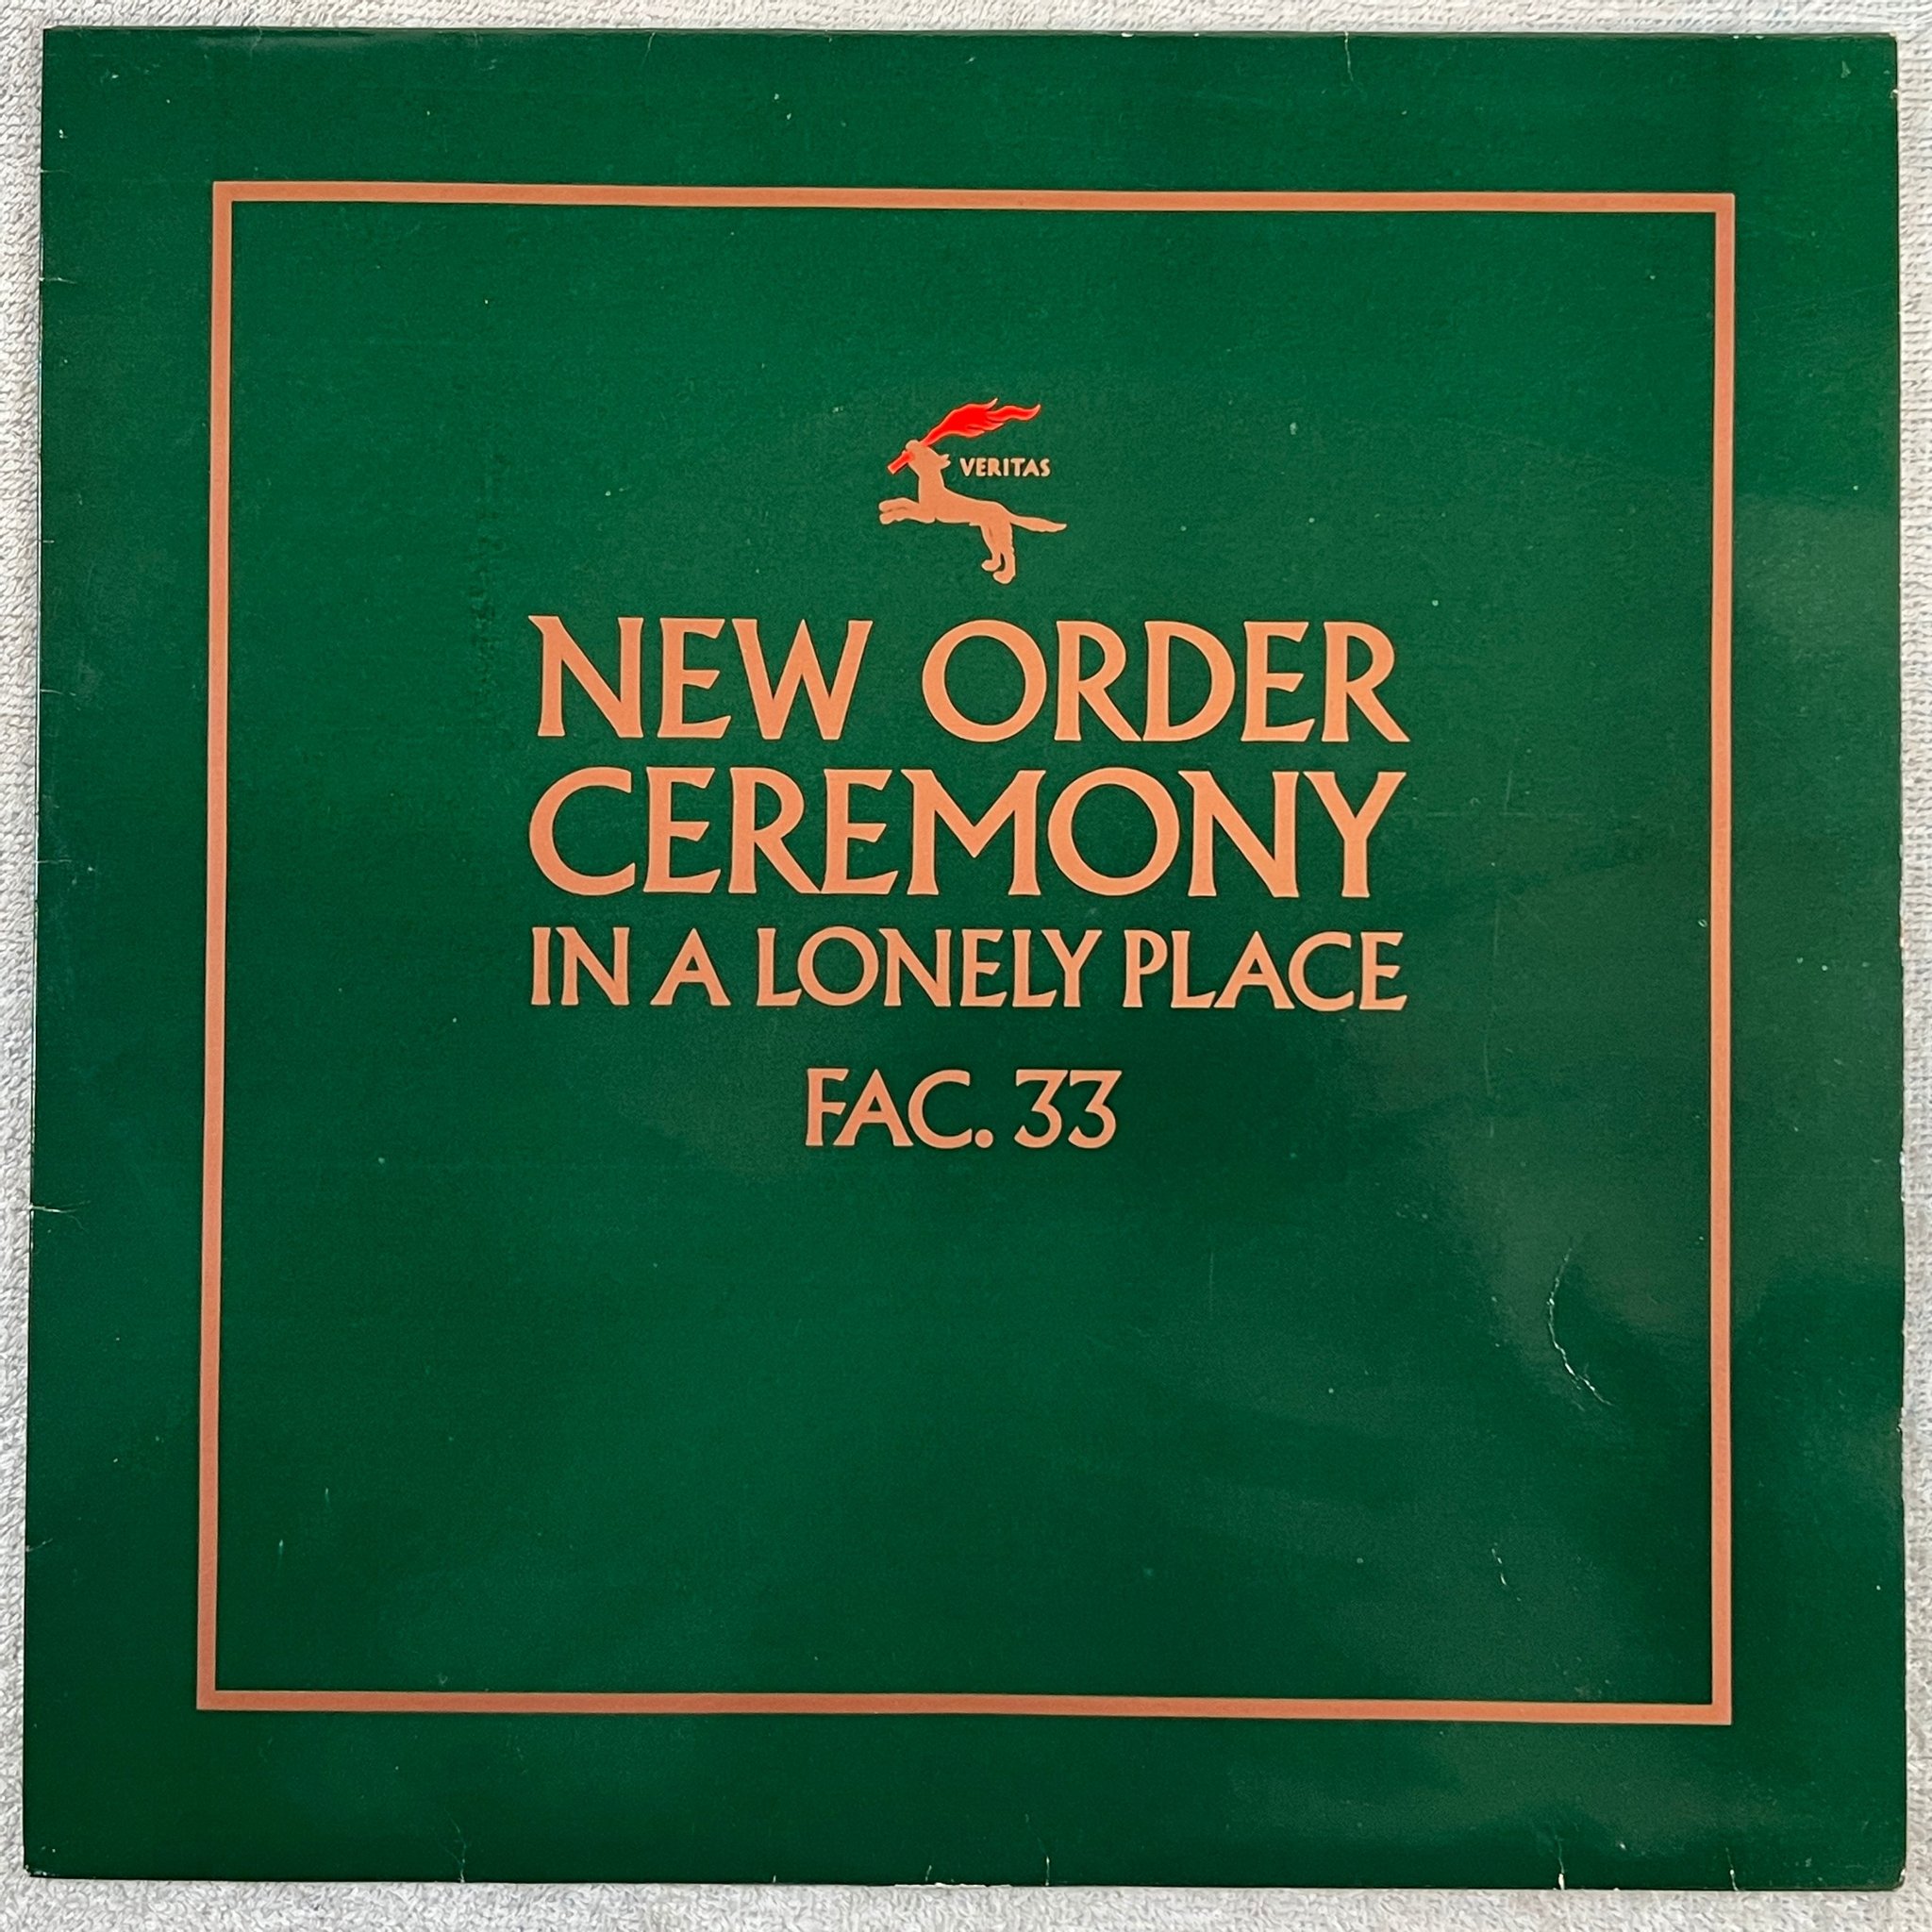 VERITAS
NEW ORDER
CEREMONY
IN A LONELY PLACE
FAC. 33